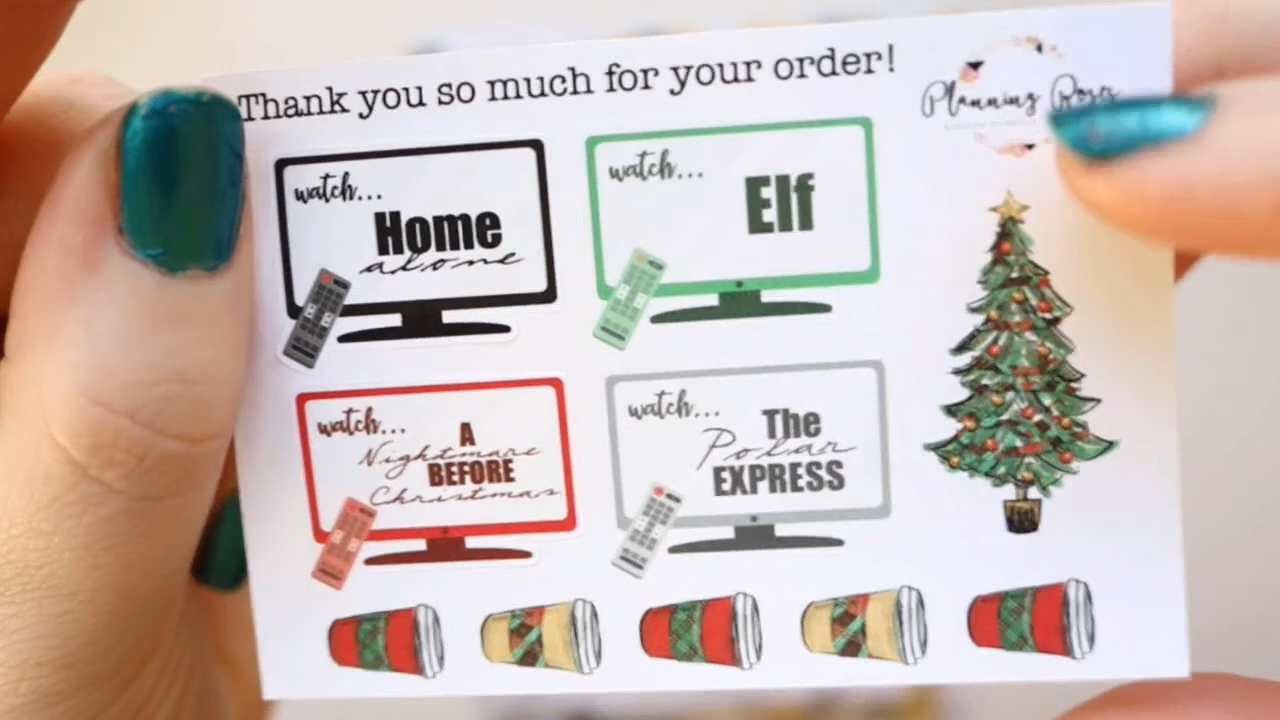 Thank you so much for your order!
Planning Roses
watch...
Home
alone
watch...
Elf
watch...
A
Nightmare
BEFORE
Christmas
watch...
The
Polar
EXPRESS